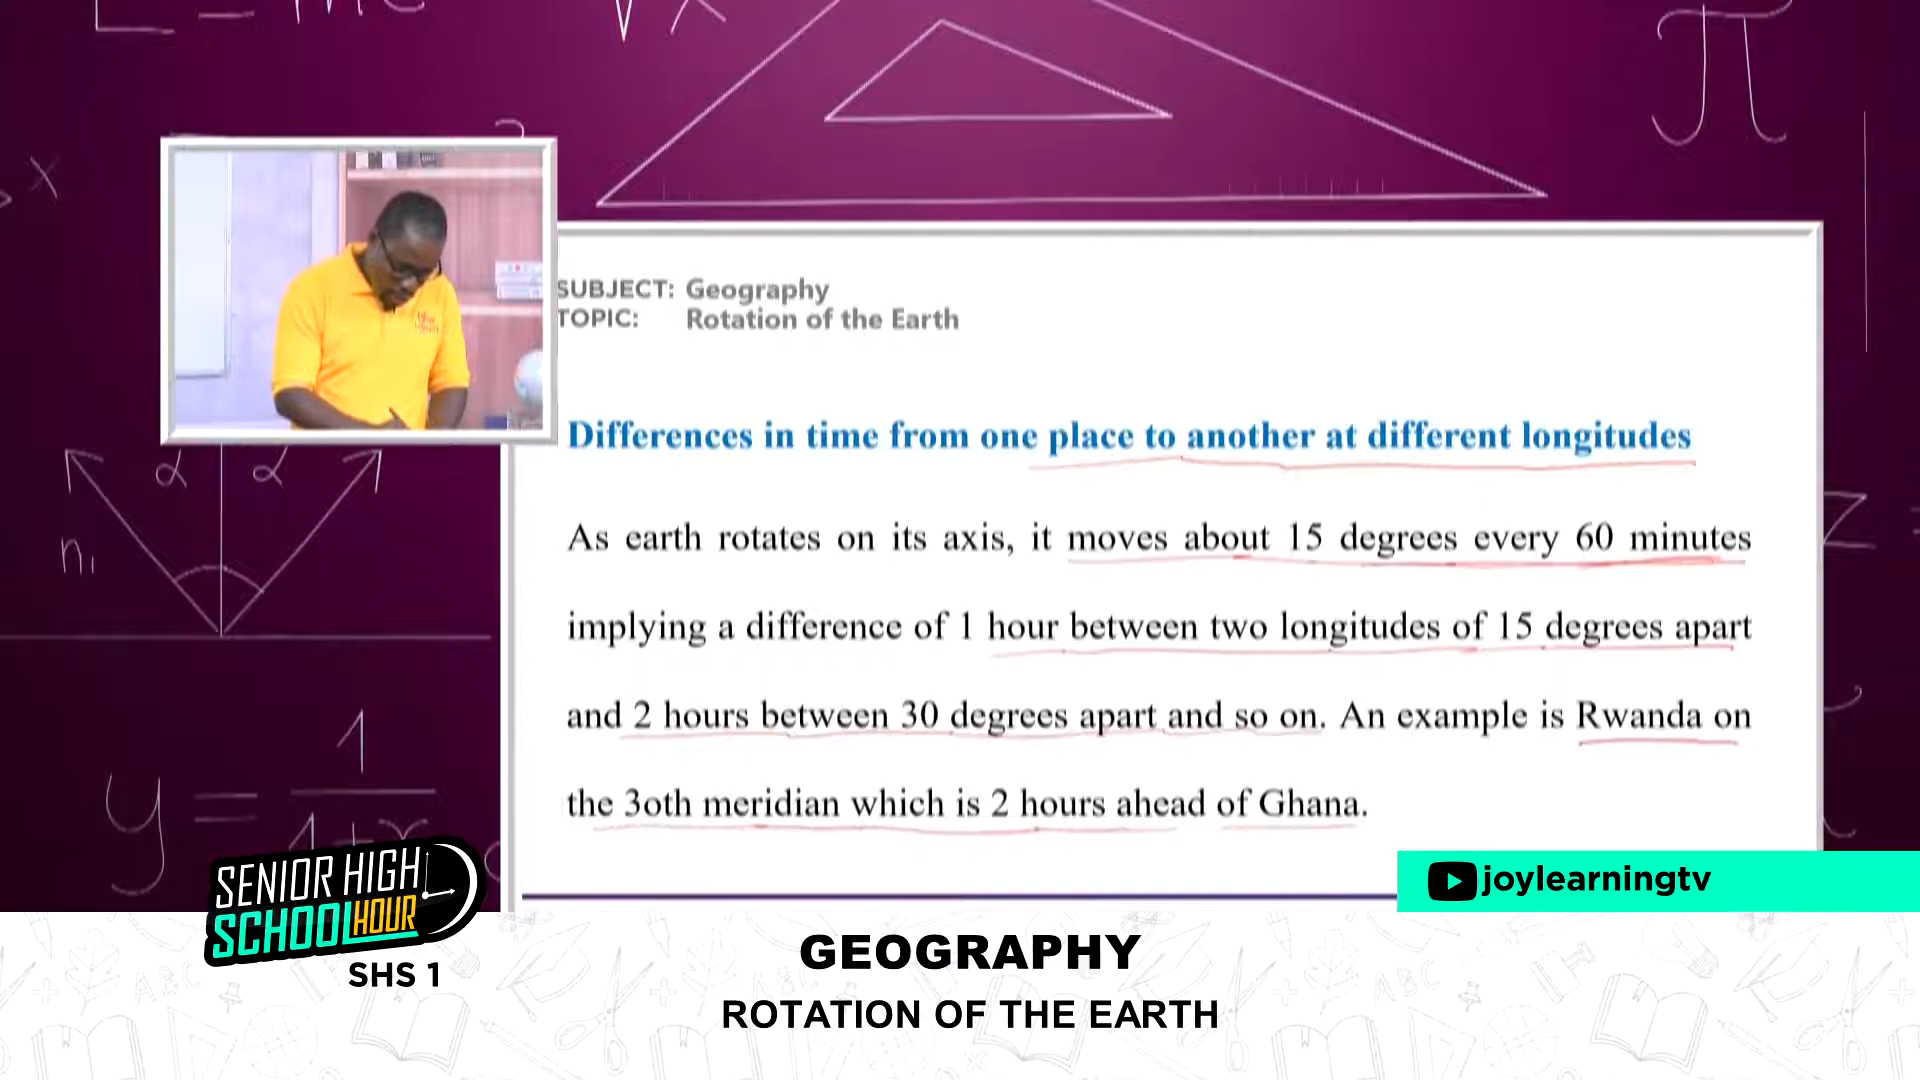 SUBJECT: Geography
TOPIC: Rotation of the Earth
Differences in time from one place to another at different longitudes
As earth rotates on its axis, it moves about 15 degrees every 60 minutes
implying a difference of 1 hour between two longitudes of 15 degrees apart
and 2 hours between 30 degrees apart and so on. An example is Rwanda on
the 3oth meridian which is 2 hours ahead of Ghana.
joylearningtv
SENIOR HIGH
SCHOOL HOUR
SHS 1
GEOGRAPHY
ROTATION OF THE EARTH
π
x
α α
n₁
y = 1